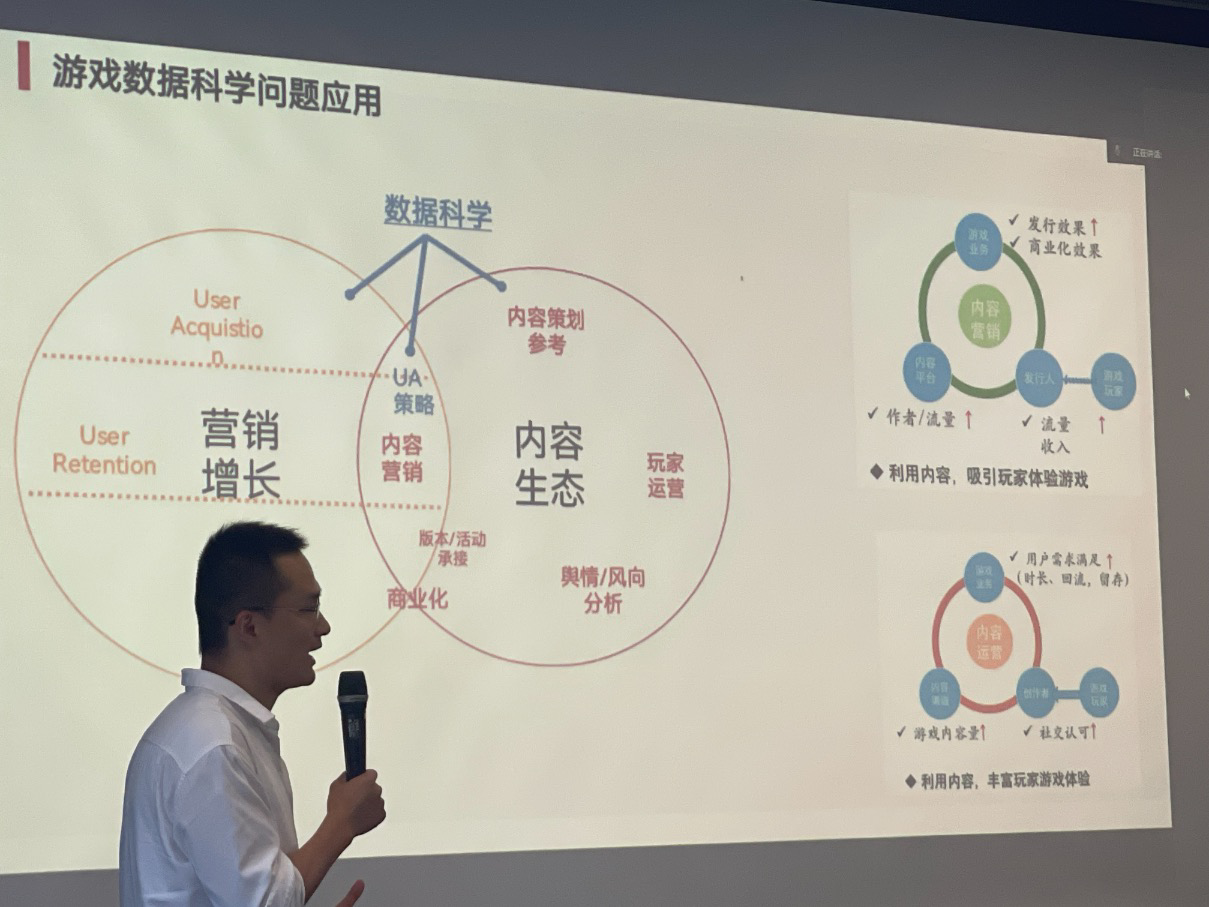 游戏数据科学问题应用
正在讲话:
数据科学
User
Acquistio
n
User
Retention
营销
增长
UA
策略
内容
营销
版本/活动
承接
商业化
内容策划
参考
内容
生态
玩家
运营
舆情/风向
分析
游戏
业务
✓ 发行效果↑
✓ 商业化效果
内容
营销
内容
平台
发行人
游戏
玩家
✓ 作者/流量 ↑
✓ 流量 ↑
收入
◆ 利用内容，吸引玩家体验游戏
游戏
业务
✓ 用户需求满足↑
（时长、回流，留存）
内容
运营
内容
创作者
游戏
玩家
✓ 游戏内容量↑
✓ 社交认可↑
◆ 利用内容，丰富玩家游戏体验